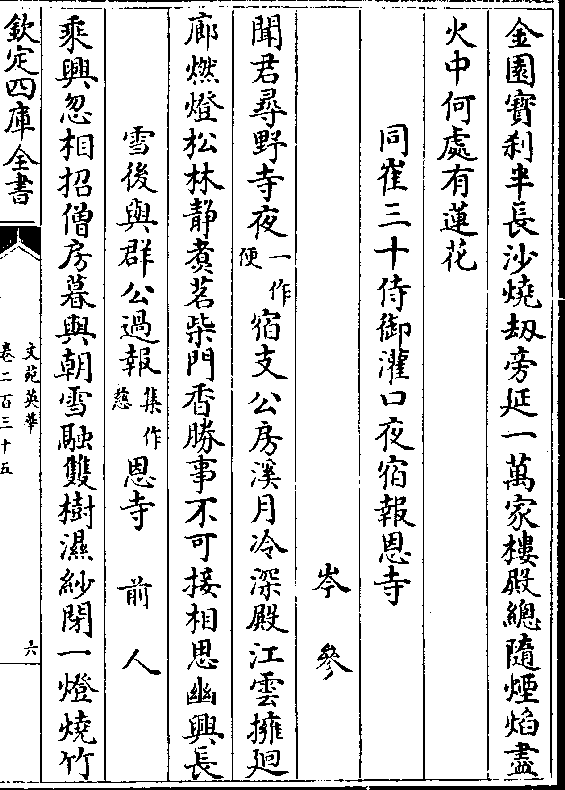 金園寳刹半長沙燒刼旁延一萬家樓殿總隨煙焰盡
火中何處有蓮花
同崔三十侍御灌口夜宿報恩寺
岑參
聞君尋野寺夜一作便宿支公房溪月冷深殿江雲擁迴
廊燃燈松林静煑茗柴門香勝事不可接相思幽興長
雪後與群公過報集作慈恩寺 前人
乘興忽相招僧房暮與朝雪融雙樹濕紗閉一燈燒竹
欽定四庫全書
文苑英華
卷二百三十五
六